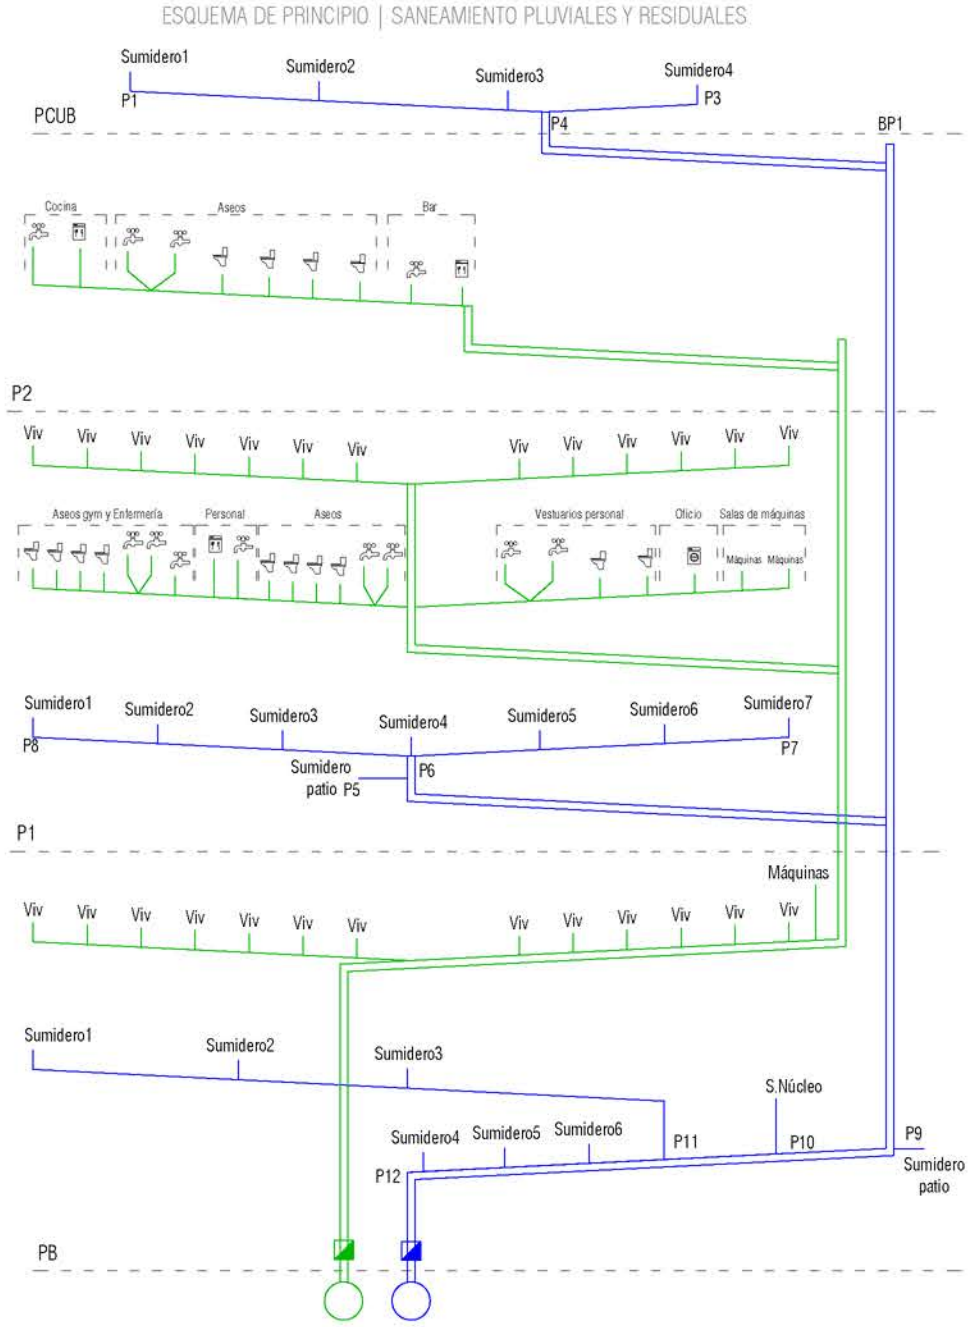 ESQUEMA DE PRINCIPIO | SANEAMIENTO PLUVIALES Y RESIDUALES
Sumidero1
Sumidero2
Sumidero3
Sumidero4
P1
P3
PCUB
P4
BP1
Cocina
Aseos
Bar
P2
Viv Viv Viv Viv Viv Viv Viv Viv Viv Viv Viv Viv Viv
Aseos gym y Enfermería
Personal
Aseos
Vestuarios personal
Oficio
Salas de máquinas
Máquinas Máquinas
Sumidero1
Sumidero2
Sumidero3
Sumidero4
Sumidero5
Sumidero6
Sumidero7
P8
P7
Sumidero
patio P5
P6
P1
Máquinas
Viv Viv Viv Viv Viv Viv Viv Viv Viv Viv Viv Viv Viv
Sumidero1
Sumidero2
Sumidero3
S.Núcleo
Sumidero4
Sumidero5
Sumidero6
P11
P10
P9
P12
Sumidero
patio
PB